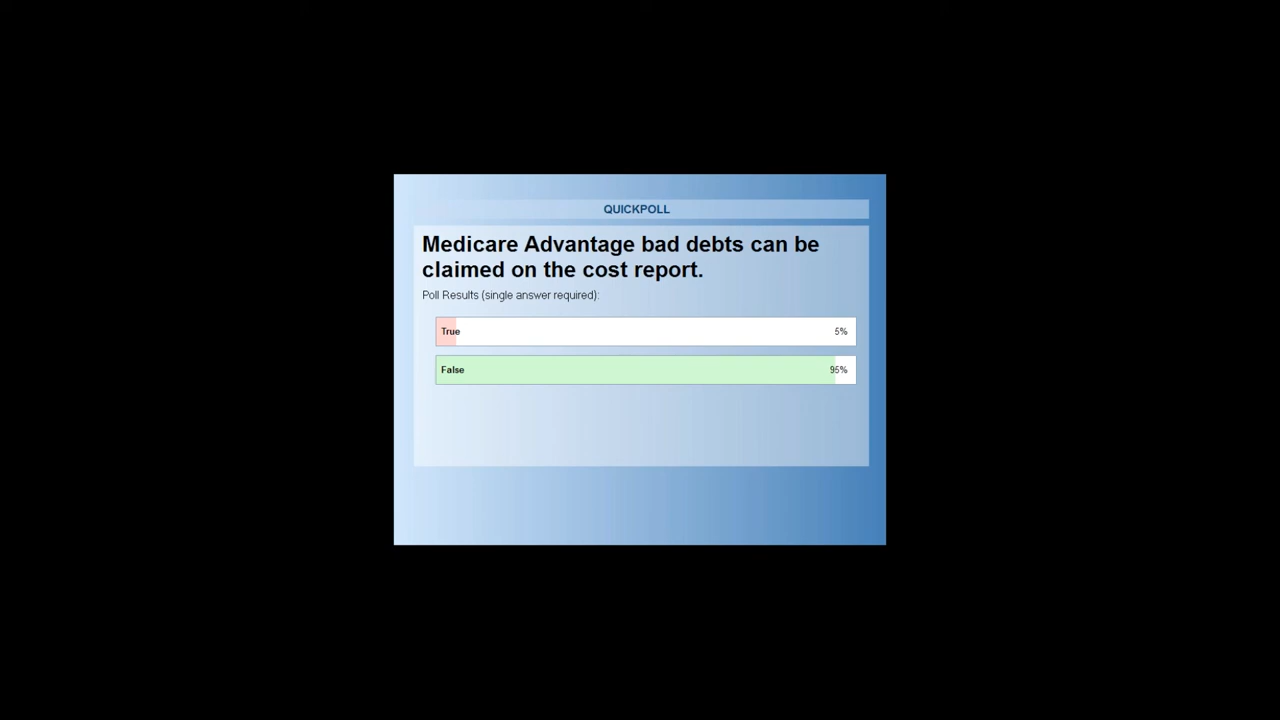 QUICKPOLL
Medicare Advantage bad debts can be
claimed on the cost report.
Poll Results (single answer required):
True 5%
False 95%